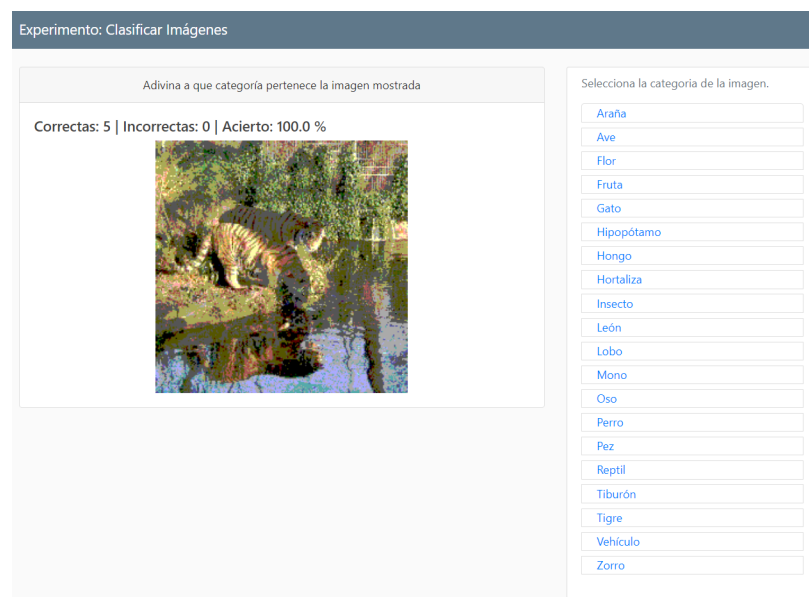 Experimento: Clasificar Imágenes
Adivina a que categoría pertenece la imagen mostrada
Correctas: 5 | Incorrectas: 0 | Acierto: 100.0 %
Selecciona la categoria de la imagen.
Araña
Ave
Flor
Fruta
Gato
Hipopótamo
Hongo
Hortaliza
Insecto
León
Lobo
Mono
Oso
Perro
Pez
Reptil
Tiburón
Tigre
Vehículo
Zorro